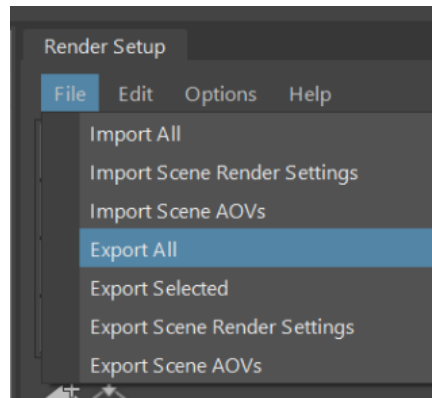 Render Setup
File Edit Options Help
Import All
Import Scene Render Settings
Import Scene AOVs
Export All
Export Selected
Export Scene Render Settings
Export Scene AOVs